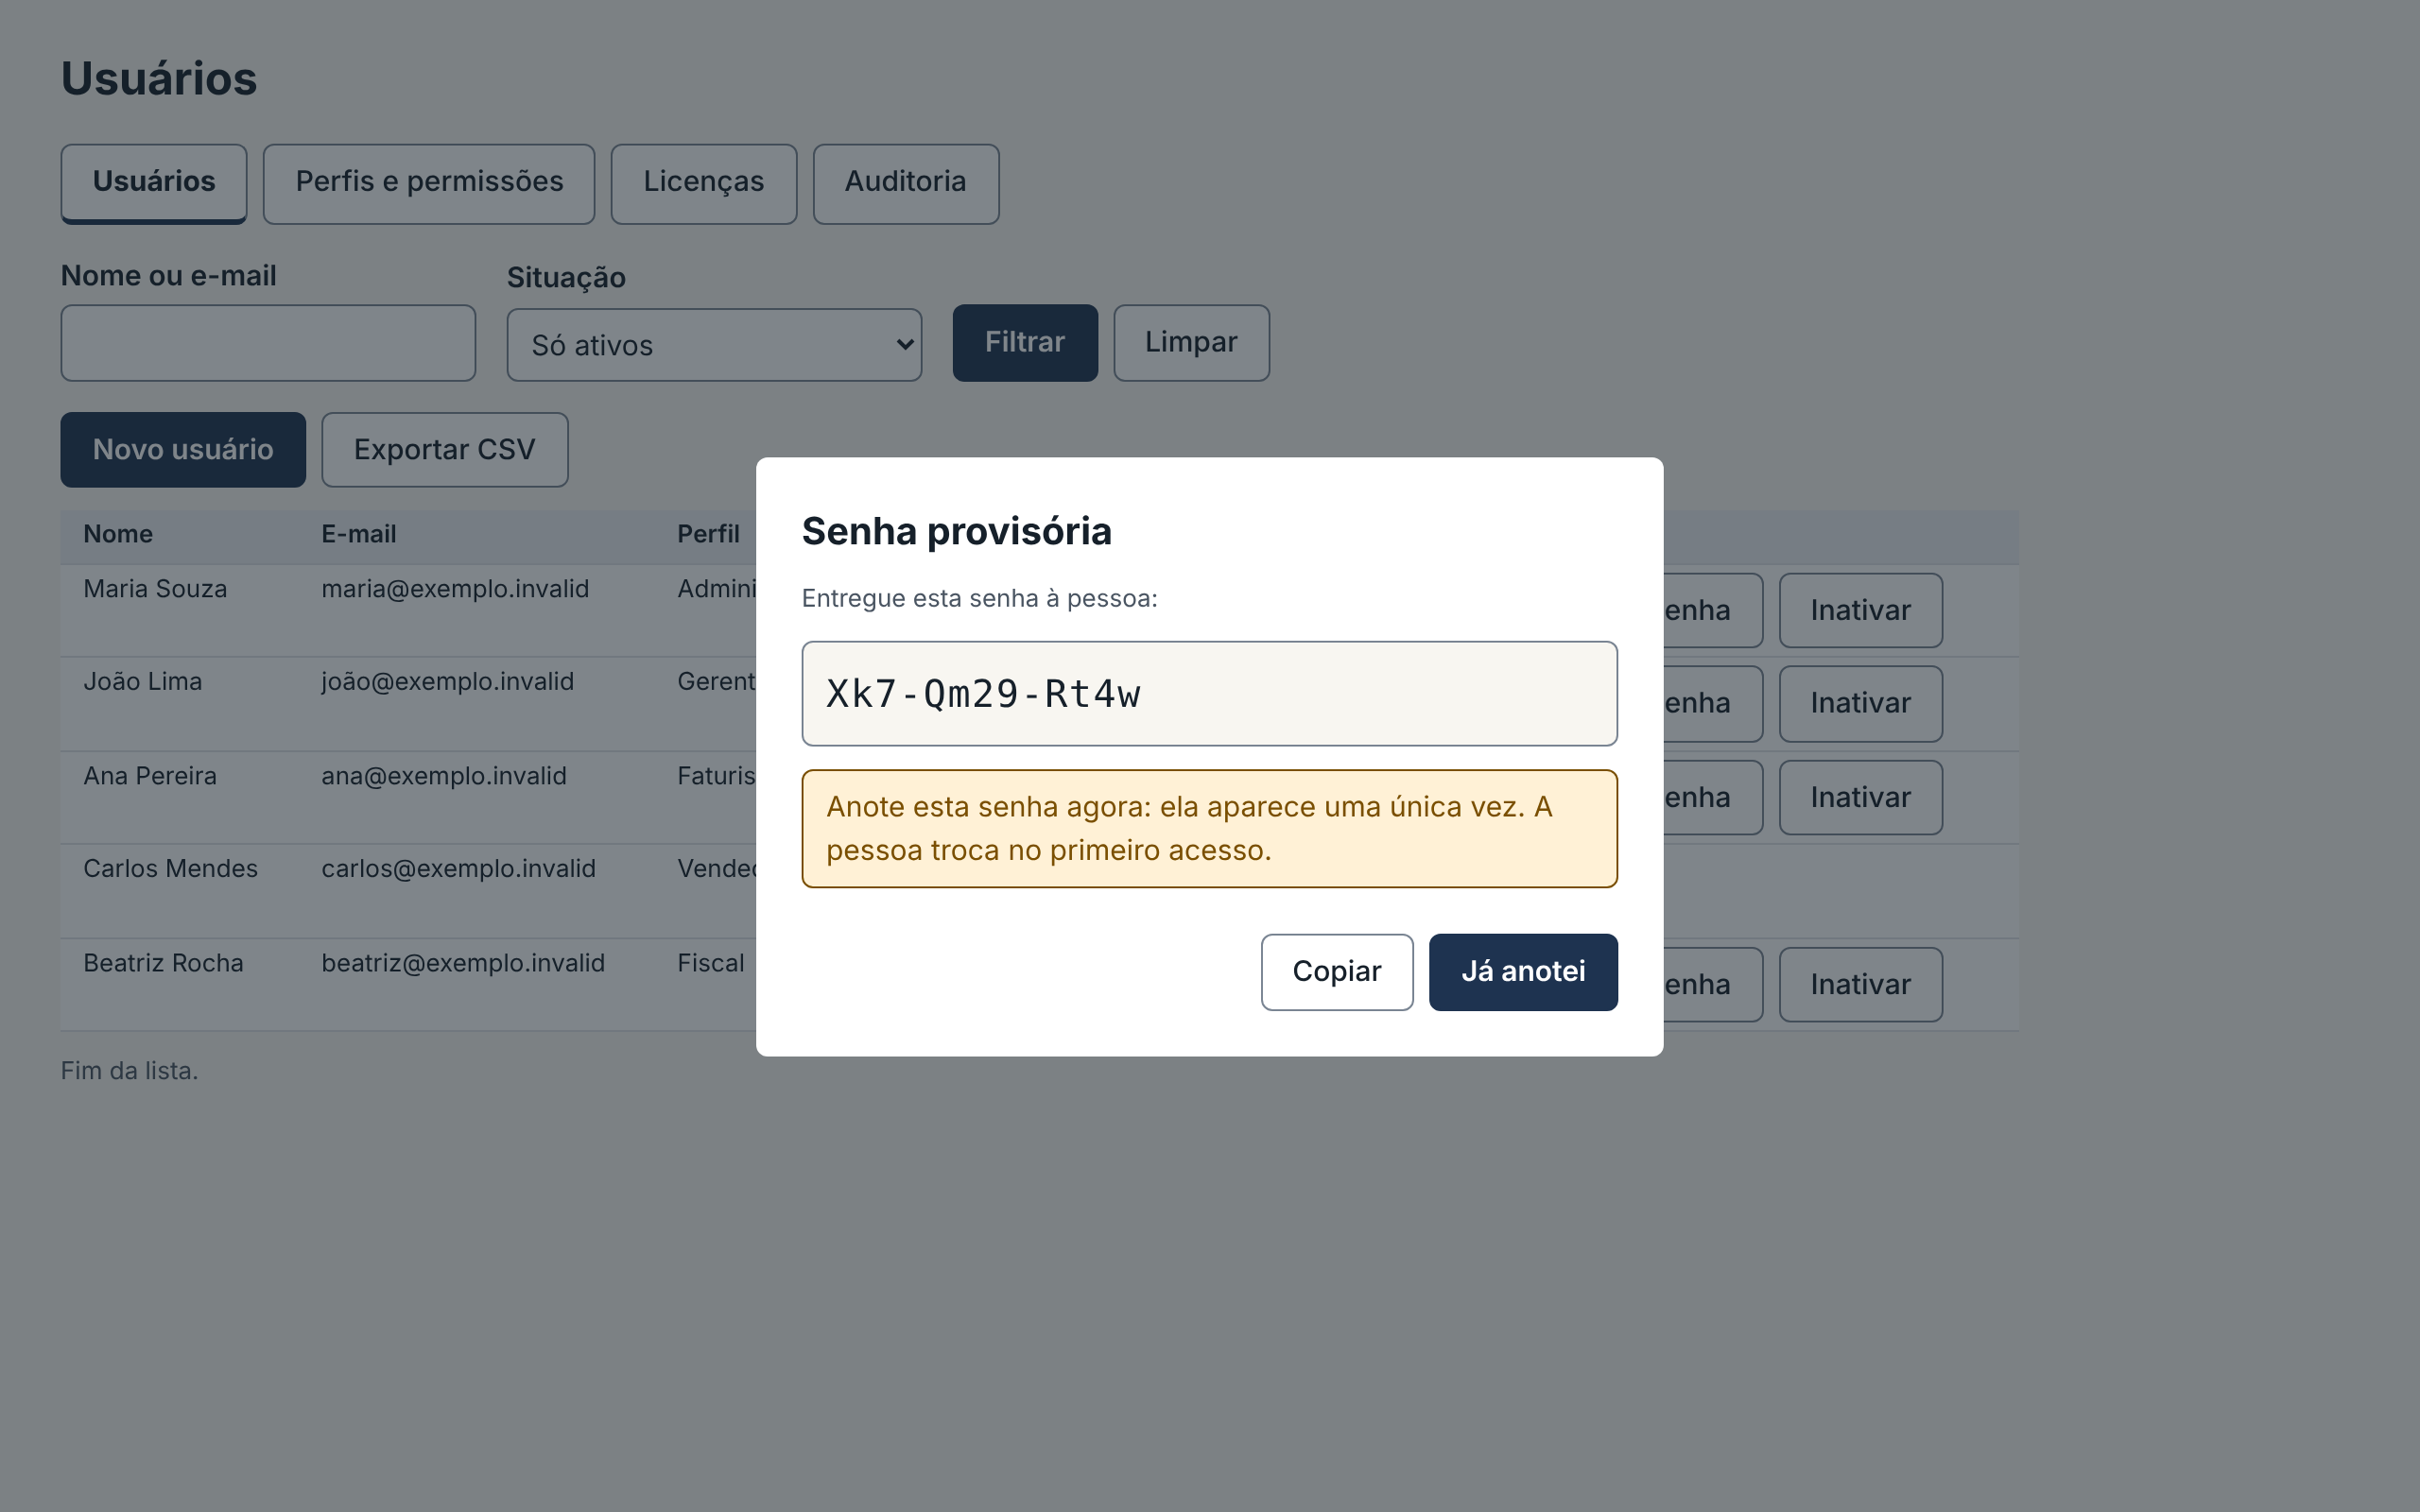 Usuários
Usuários Perfis e permissões Licenças Auditoria
Nome ou e-mail Situação
Só ativos Filtrar Limpar
Novo usuário Exportar CSV
Nome E-mail Perfil
Maria Souza maria@exemplo.invalid Admini enha Inativar
João Lima joão@exemplo.invalid Gerent enha Inativar
Ana Pereira ana@exemplo.invalid Faturis enha Inativar
Carlos Mendes carlos@exemplo.invalid Vended
Beatriz Rocha beatriz@exemplo.invalid Fiscal enha Inativar
Fim da lista.
Senha provisória
Entregue esta senha à pessoa:
Xk7-Qm29-Rt4w
Anote esta senha agora: ela aparece uma única vez. A
pessoa troca no primeiro acesso.
Copiar Já anotei